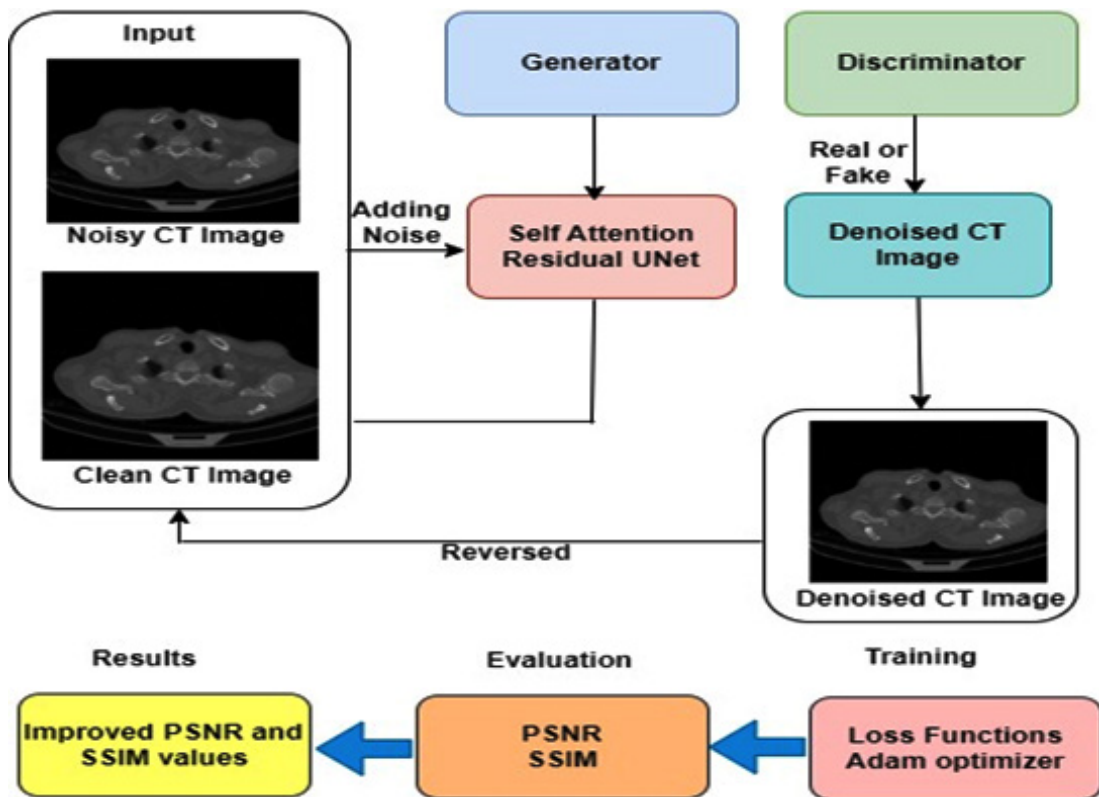 Input
Noisy CT Image
Clean CT Image
Adding
Noise
Generator
Self Attention
Residual UNet
Discriminator
Real or
Fake
Denoised CT
Image
Denoised CT Image
Reversed
Results
Evaluation
Training
Improved PSNR and
SSIM values
PSNR
SSIM
Loss Functions
Adam optimizer